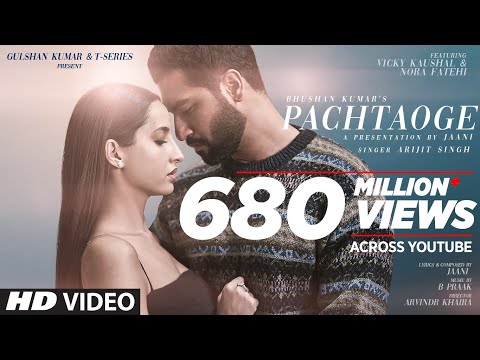 GULSHAN KUMAR & T-SERIES
PRESENT
FEATURING
VICKY KAUSHAL &
NORA FATEHI
BHUSHAN KUMAR'S
PACHTAOGE
A PRESENTATION BY JAANI
SINGER ARIJIT SINGH
680 MILLION+
VIEWS
ACROSS YOUTUBE
LYRICS & COMPOSED BY
JAANI
MUSIC BY
B PRAAK
DIRECTOR
ARVINDR KHAIRA
HD VIDEO